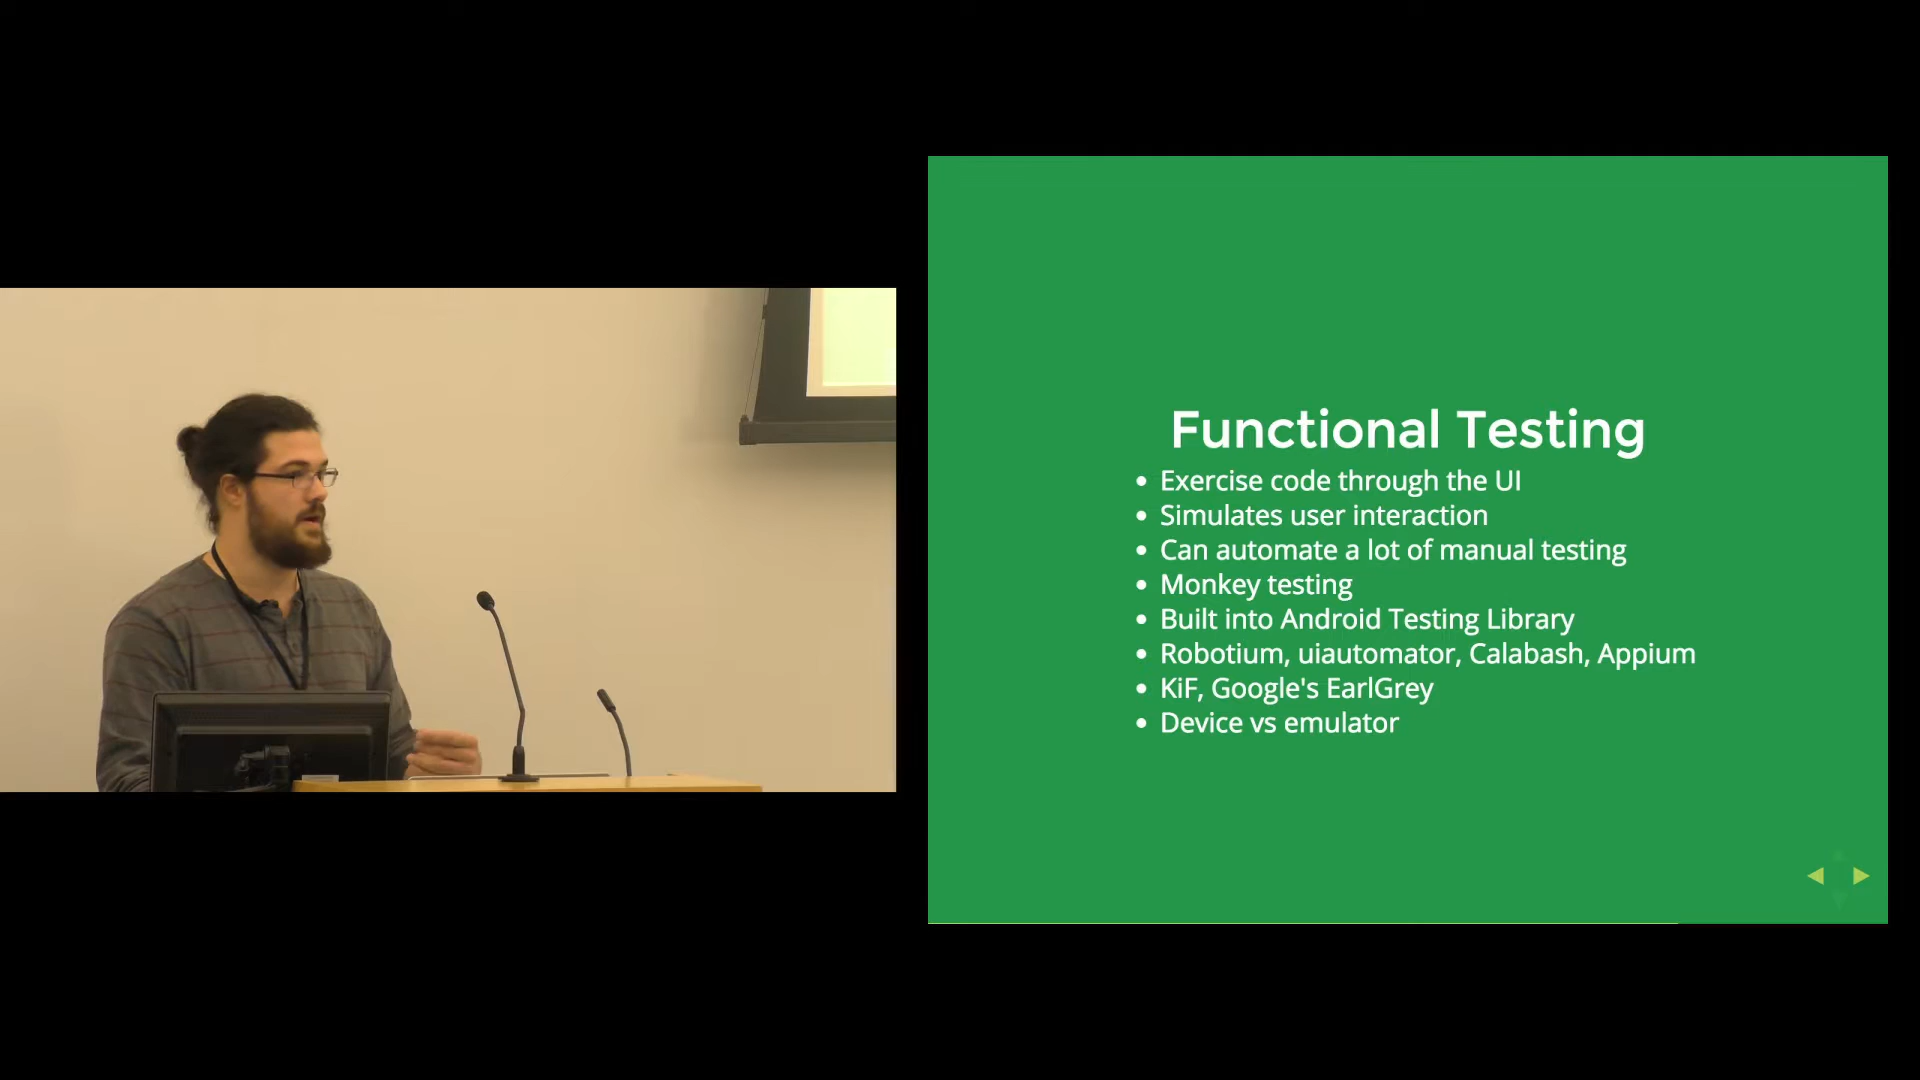 Functional Testing
• Exercise code through the UI
• Simulates user interaction
• Can automate a lot of manual testing
• Monkey testing
• Built into Android Testing Library
• Robotium, uiautomator, Calabash, Appium
• KiF, Google's EarlGrey
• Device vs emulator